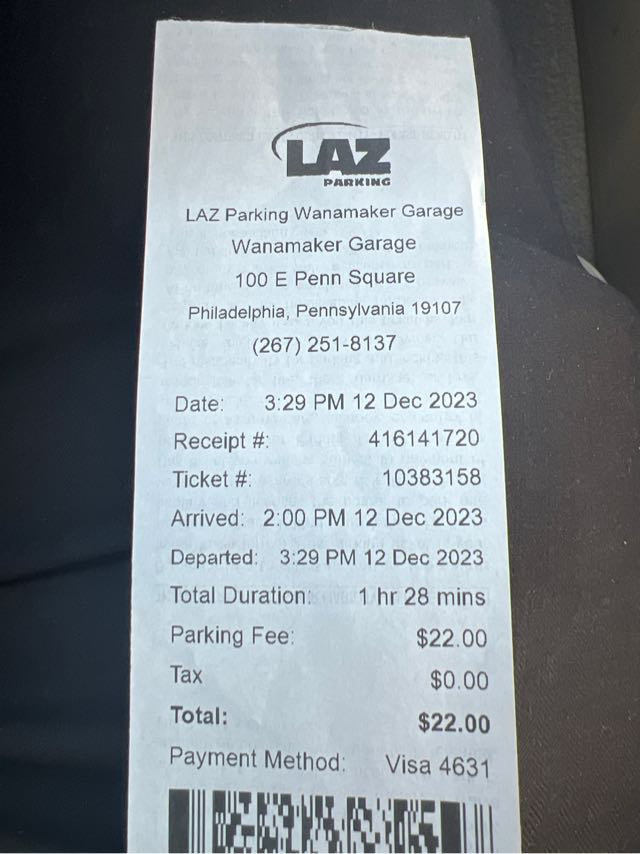 LAZ
PARKING
LAZ Parking Wanamaker Garage
Wanamaker Garage
100 E Penn Square
Philadelphia, Pennsylvania 19107
(267) 251-8137
Date: 3:29 PM 12 Dec 2023
Receipt #: 416141720
Ticket #: 10383158
Arrived: 2:00 PM 12 Dec 2023
Departed: 3:29 PM 12 Dec 2023
Total Duration: 1 hr 28 mins
Parking Fee: $22.00
Tax $0.00
Total: $22.00
Payment Method: Visa 4631